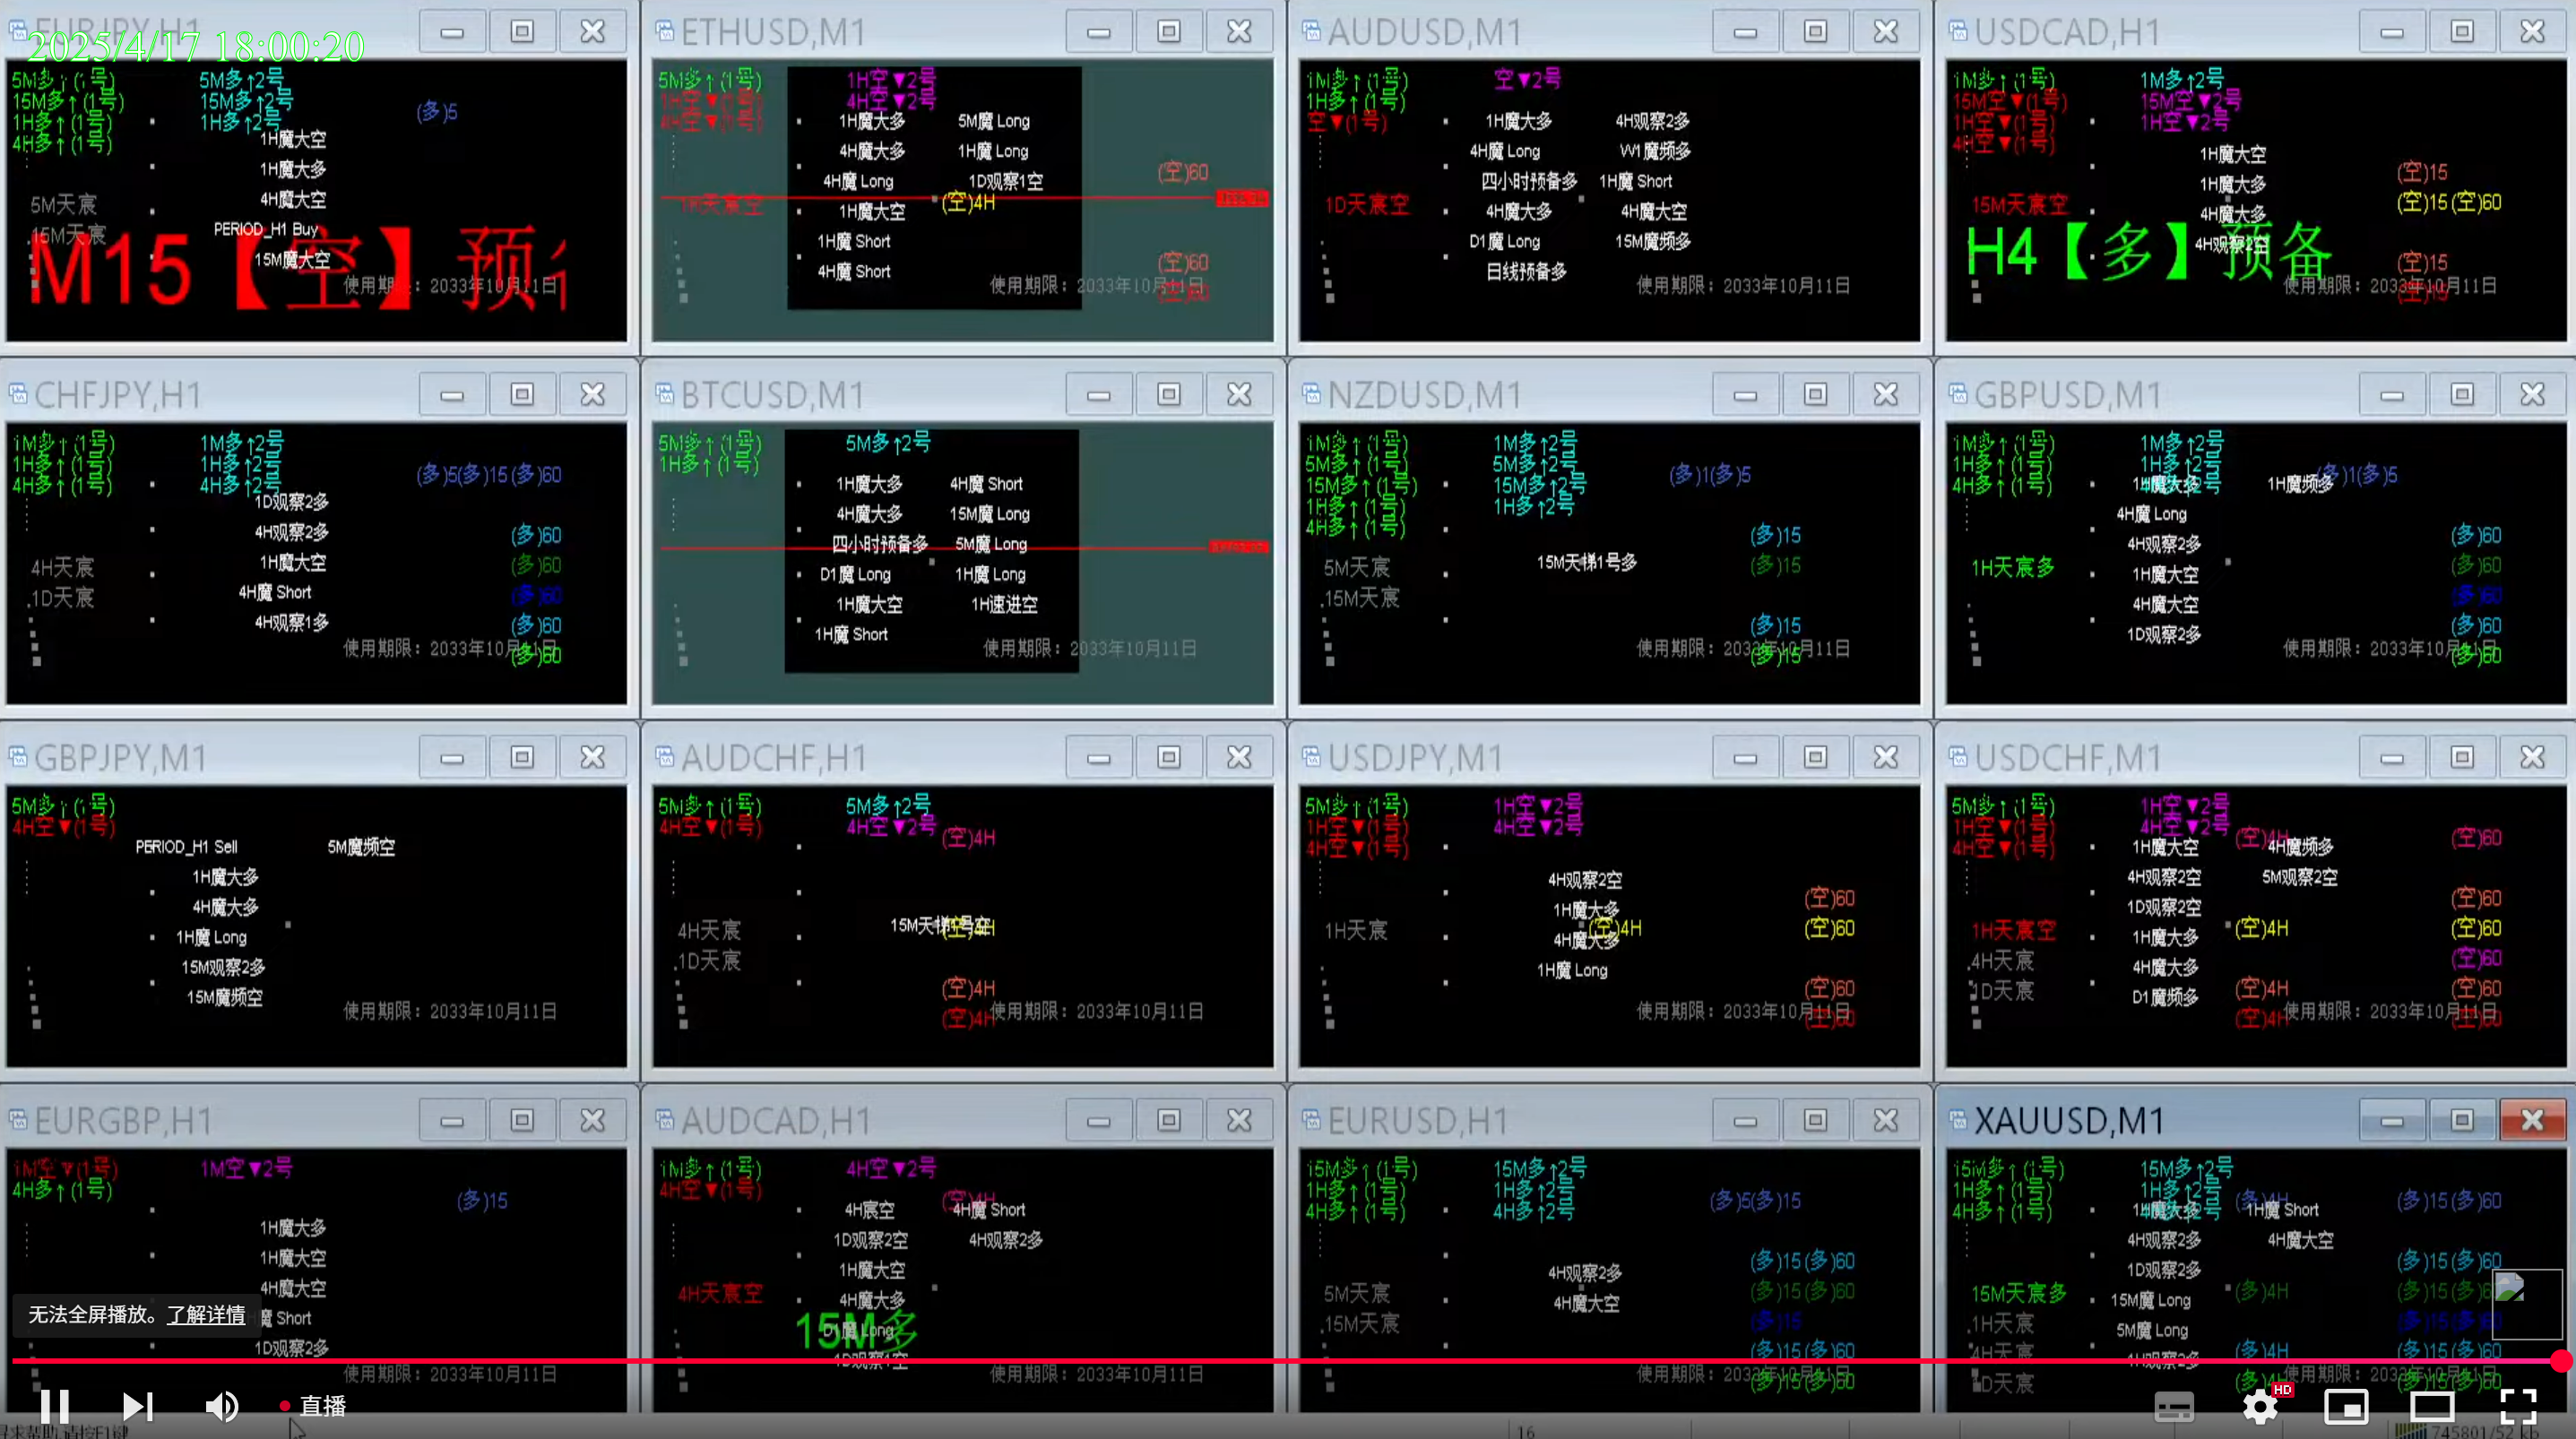 EURJPY,H1
2025/4/17 18:00:20
5M多↑(1号) 5M多↑2号
15M多↑(1号) 15M多↑2号 (多)5
1H多↑(1号) 1H多↑2号
4H多↑(1号)
1H魔大空
1H魔大多
4H魔大空
5M天宸
PERIOD_H1 Buy
15M天宸
15M魔大空
M15【空】预
使用期 : 2033年10月11日
ETHUSD,M1
5M多↑(1号) 1H空▼2号
1H空▼(1号) 4H空▼2号
4H空▼(1号)
1H魔大多 5M魔 Long
4H魔大多 1H魔 Long
(空)60
4H魔 Long 1D观察1空
1H天宸空
1H魔大空 (空)4H
1H魔 Short
(空)60
4H魔 Short
使用期限: 2033年10月11日
(空)60
AUDUSD,M1
1M多↑(1号) 空▼2号
1H多↑(1号)
空▼(1号)
1H魔大多 4H观察2多
4H魔 Long W1魔频多
四小时预备多 1H魔 Short
1D天宸空
4H魔大多 4H魔大空
D1魔 Long 15M魔频多
日线预备多
使用期限: 2033年10月11日
USDCAD,H1
1M多↑(1号) 1M多↑2号
15M空▼(1号) 15M空▼2号
1H空▼(1号) 1H空▼2号
4H空▼(1号)
1H魔大空
(空)15
1H魔大多
15M天宸空 (空)15(空)60
4H魔大多
4H观察2空
H4【多】预备
(空)15
使用期限: 2033年10月11日
(空)15
CHFJPY,H1
1M多↑(1号) 1M多↑2号
1H多↑(1号) 1H多↑2号 (多)5(多)15(多)60
4H多↑(1号) 4H多↑2号
1D观察2多
4H观察2多 (多)60
4H天宸 1H魔大空 (多)60
1D天宸 4H魔 Short (多)60
4H观察1多 (多)60
使用期限: 2033年10月11日
(多)60
BTCUSD,M1
5M多↑(1号) 5M多↑2号
1H多↑(1号)
1H魔大多 4H魔 Short
4H魔大多 15M魔 Long
四小时预备多 5M魔 Long
D1魔 Long 1H魔 Long
1H魔大空 1H速进空
1H魔 Short
使用期限: 2033年10月11日
NZDUSD,M1
1M多↑(1号) 1M多↑2号
5M多↑(1号) 5M多↑2号 (多)1(多)5
15M多↑(1号) 15M多↑2号
1H多↑(1号) 1H多↑2号
4H多↑(1号)
(多)15
5M天宸 15M天梯1号多 (多)15
15M天宸
(多)15
使用期限: 2033年10月11日
(多)15
GBPUSD,M1
1M多↑(1号) 1M多↑2号
1H多↑(1号) 1H多↑2号 (多)1(多)5
4H多↑(1号) 4H多↑2号
1H魔大多 1H魔频多
4H魔 Long
4H观察2多 (多)60
1H天宸多 1H魔大空 (多)60
4H魔大空 (多)60
1D观察2多 (多)60
使用期限: 2033年10月11日
(多)60
GBPJPY,M1
5M多↑(1号)
4H空▼(1号)
PERIOD_H1 Sell 5M魔频空
1H魔大多
4H魔大多
1H魔 Long
15M观察2多
15M魔频空
使用期限: 2033年10月11日
AUDCHF,H1
5M多↑(1号) 5M多↑2号
4H空▼(1号) 4H空▼2号 (空)4H
4H天宸 15M天梯1号空 (空)4H
1D天宸
(空)4H
(空)4H 使用期限: 2033年10月11日
USDJPY,M1
5M多↑(1号) 1H空▼2号
1H空▼(1号) 4H空▼2号
4H空▼(1号)
4H观察2空
1H魔大多 (空)60
1H天宸 (空)4H (空)60
4H魔大多
1H魔 Long
(空)60
使用期限: 2033年10月11日
(空)60
USDCHF,M1
5M多↑(1号) 1H空▼2号
1H空▼(1号) 4H空▼2号
4H空▼(1号) (空)4H (空)60
1H魔大空 4H魔频多
4H观察2空 5M观察2空
1D观察2空 (空)60
1H天宸空 1H魔大多 (空)4H (空)60
4H天宸 4H魔大多 (空)60
1D天宸 D1魔频多 (空)4H (空)60
使用期限: 2033年10月11日
(空)4H (空)60
EURGBP,H1
1M空▼(1号) 1M空▼2号
4H多↑(1号) (多)15
1H魔大多
1H魔大空
4H魔大空
魔 Short
1D观察2多
使用期限: 2033年10月11日
AUDCAD,H1
1M多↑(1号) 4H空▼2号
4H空▼(1号) (空)4H
4H宸空 4H魔 Short
1D观察2空 4H观察2多
1H魔大空
4H天宸空 4H魔大多
D1魔 Long
15M多
1D观察1空
使用期限: 2033年10月11日
EURUSD,H1
15M多↑(1号) 15M多↑2号
1H多↑(1号) 1H多↑2号 (多)5(多)15
4H多↑(1号) 4H多↑2号
4H观察2多 (多)15(多)60
5M天宸 4H魔大空 (多)15(多)60
15M天宸 (多)15
(多)15(多)60
使用期限: 2033年10月11日
(多)15(多)60
XAUUSD,M1
15M多↑(1号) 15M多↑2号
1H多↑(1号) 1H多↑2号 (多)4H (多)15(多)60
4H多↑(1号) 4H多↑2号
1H魔大多 1H魔 Short
4H观察2多 4H魔大空
1D观察2多 (多)15(多)60
15M天宸多 15M魔 Long (多)4H (多)15(多)60
1H天宸 5M魔 Long (多)15(多)6
4H天宸 1H观察2多 (多)4H (多)15(多)60
1D天宸 使用期限: 2033年10月11日
(多)4H (多)15(多)60
无法全屏播放。了解详情
直播
HD
寻求帮助,请按F1键
16
745801/52 kb